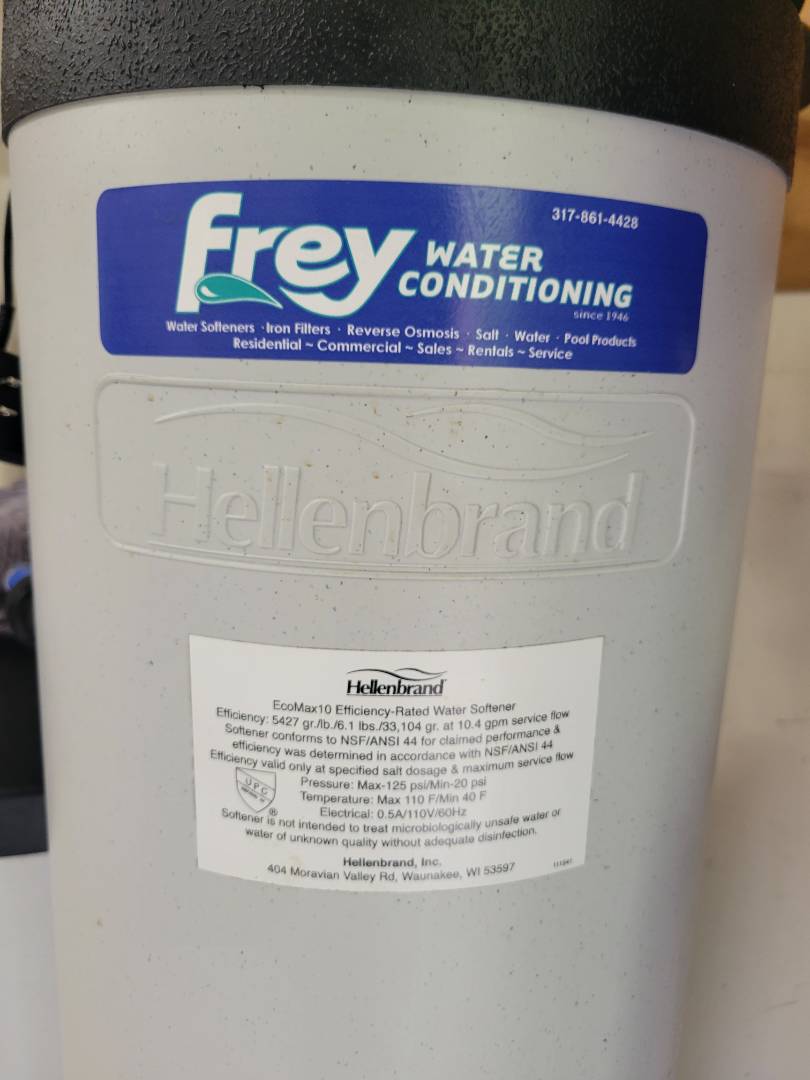 317-861-4428
frey WATER
CONDITIONING
since 1946
Water Softeners · Iron Filters · Reverse Osmosis · Salt · Water · Pool Products
Residential ~ Commercial ~ Sales ~ Rentals ~ Service
Hellenbrand
Hellenbrand
EcoMax10 Efficiency-Rated Water Softener
Efficiency: 5427 gr./lb./6.1 lbs./33,104 gr. at 10.4 gpm service flow
Softener conforms to NSF/ANSI 44 for claimed performance &
efficiency was determined in accordance with NSF/ANSI 44
Efficiency valid only at specified salt dosage & maximum service flow
UPC
®
Pressure: Max-125 psi/Min-20 psi
Temperature: Max 110 F/Min 40 F
Electrical: 0.5A/110V/60Hz
Softener is not intended to treat microbiologically unsafe water or
water of unknown quality without adequate disinfection.
Hellenbrand, Inc.
404 Moravian Valley Rd, Waunakee, WI 53597